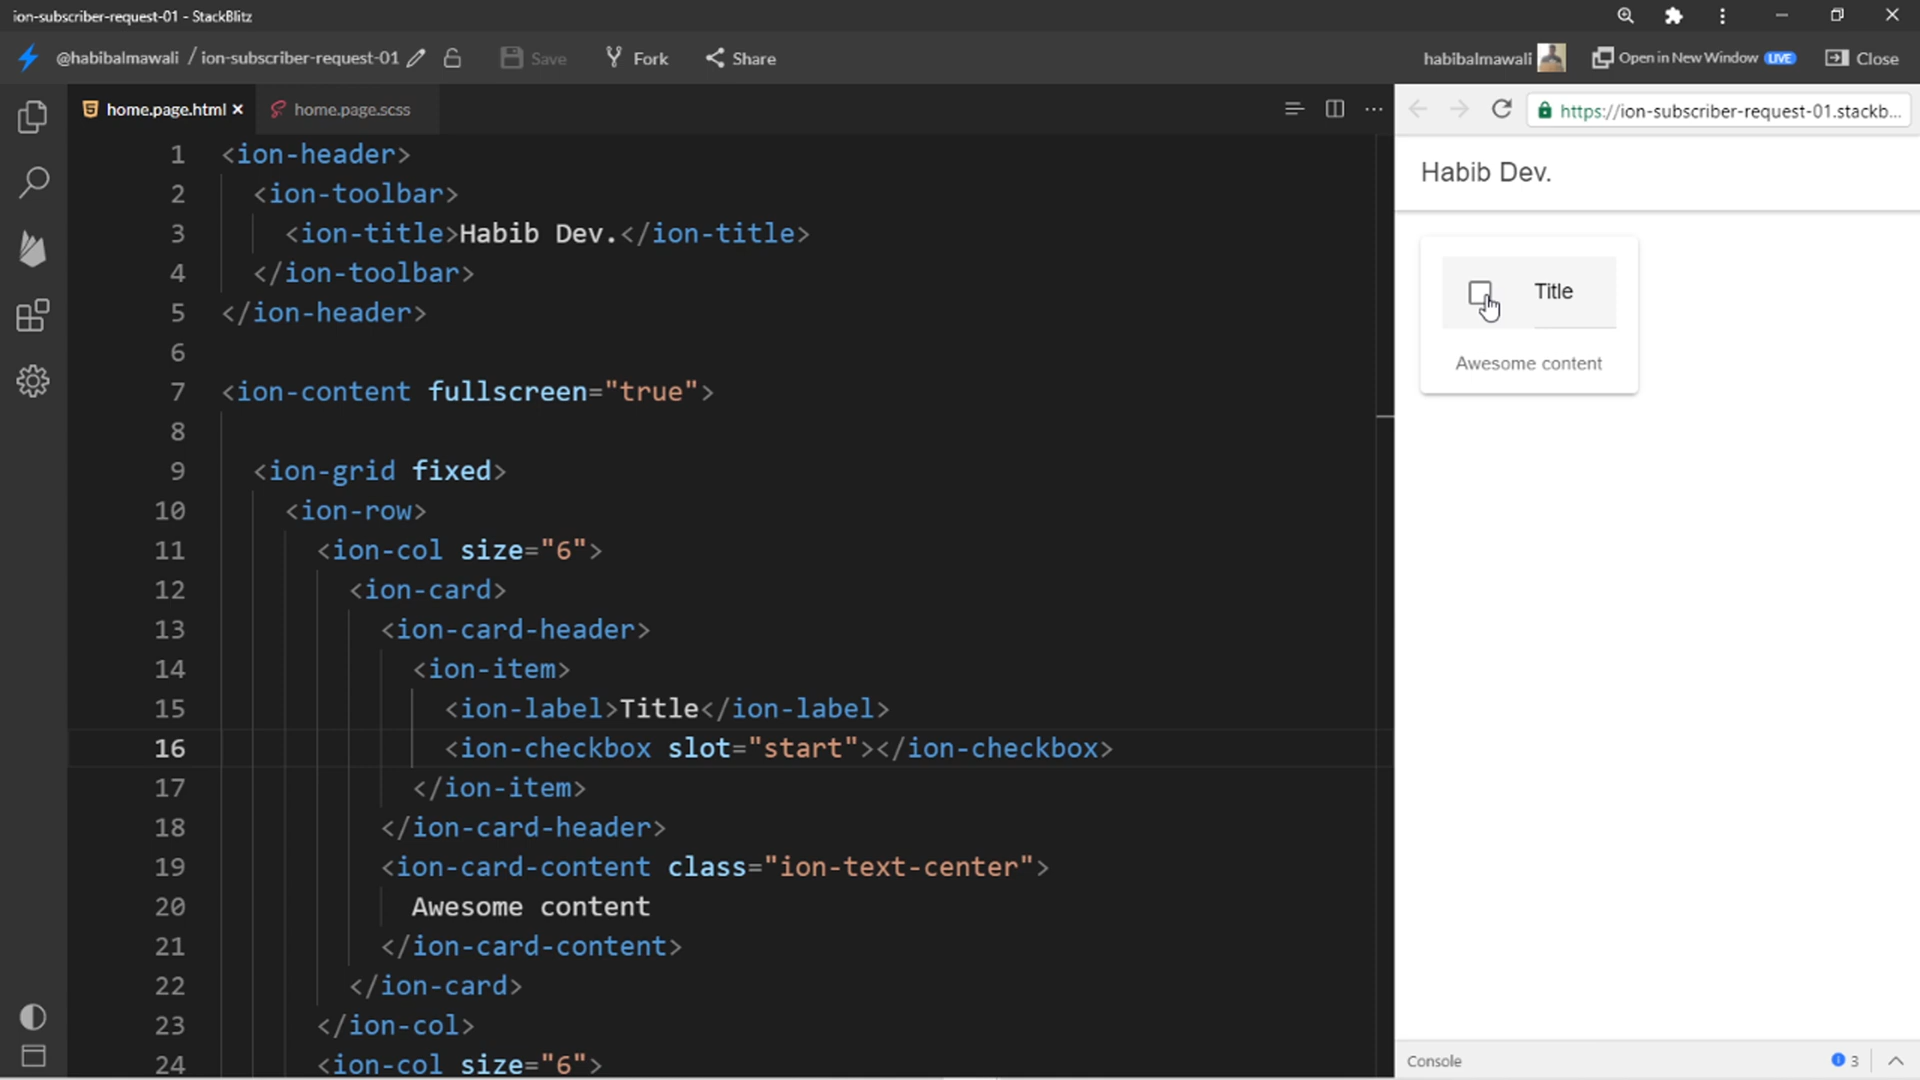 ion-subscriber-request-01 - StackBlitz
@habibalmawali / ion-subscriber-request-01 Save Fork Share habibalmawali Open in New Window LIVE Close
home.page.html home.page.scss
https://ion-subscriber-request-01.stackb...
1 <ion-header>
2 <ion-toolbar>
3 <ion-title>Habib Dev.</ion-title>
4 </ion-toolbar>
5 </ion-header>
6
7 <ion-content fullscreen="true">
8
9 <ion-grid fixed>
10 <ion-row>
11 <ion-col size="6">
12 <ion-card>
13 <ion-card-header>
14 <ion-item>
15 <ion-label>Title</ion-label>
16 <ion-checkbox slot="start"></ion-checkbox>
17 </ion-item>
18 </ion-card-header>
19 <ion-card-content class="ion-text-center">
20 Awesome content
21 </ion-card-content>
22 </ion-card>
23 </ion-col>
24 <ion-col size="6">
Habib Dev.
Title
Awesome content
Console 3